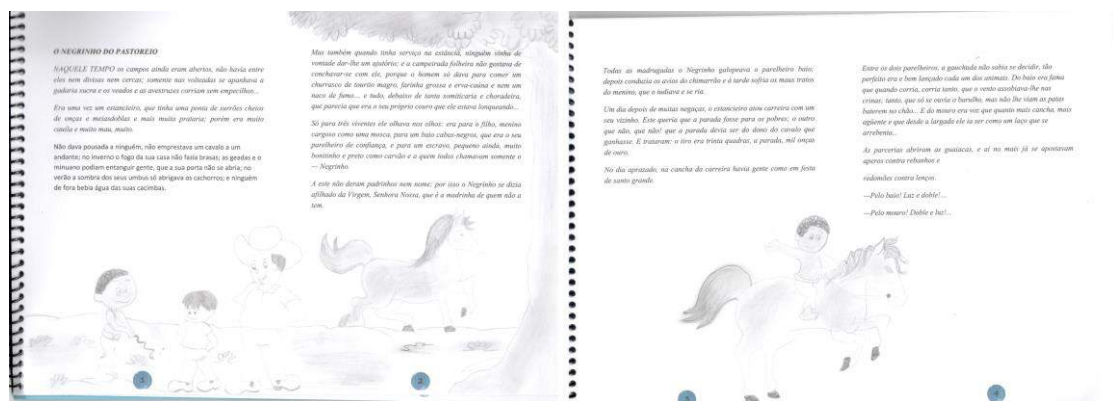 O NEGRINHO DO PASTOREIO
NAQUELE TEMPO os campos ainda eram abertos, não havia entre
eles nem divisas nem cercas; somente nas volteadas se apanhava a
gadaria xucra e os veados e as avestruzes corriam sem empecilhos...
Era uma vez um estancieiro, que tinha uma ponta de surrões cheios
de onças e meiasdoblas e mais muita prataria; porém era muito
cauíla e muito mau, muito.
Não dava pousada a ninguém, não emprestava um cavalo a um
andante; no inverno o fogo da sua casa não fazia brasas; as geadas e o
minuano podiam entanguir gente, que a sua porta não se abria; no
verão a sombra dos seus umbus só abrigava os cachorros; e ninguém
de fora bebia água das suas cacimbas.
1
Mas também quando tinha serviço na estância, ninguém vinha de
vontade dar-lhe um ajutório; e a campeirada folheira não gostava de
conchavar-se com ele, porque o homem só dava para comer um
churrasco de tourito magro, farinha grossa e erva-caúna e nem um
naco de fumo... e tudo, debaixo de tanta somiticaria e choradeira,
que parecia que era o seu próprio couro que ele estava lonqueando...
Só para três viventes ele olhava nos olhos: era para o filho, menino
cargoso como uma mosca, para um baio cabos-negros, que era o seu
parelheiro de confiança, e para um escravo, pequeno ainda, muito
bonitinho e preto como carvão e a quem todos chamavam somente o
— Negrinho.
A este não deram padrinhos nem nome; por isso o Negrinho se dizia
afilhado da Virgem, Senhora Nossa, que é a madrinha de quem não a
tem.
2
Todas as madrugadas o Negrinho galopeava o parelheiro baio;
depois conduzia os avios do chimarrão e à tarde sofria os maus tratos
do menino, que o judiava e se ria.
Um dia depois de muitas negaças, o estancieiro atou carreira com um
seu vizinho. Este queria que a parada fosse para os pobres; o outro
que não, que não! que a parada devia ser do dono do cavalo que
ganhasse. E trataram: o tiro era trinta quadras, a parada, mil onças
de ouro.
No dia aprazado, na cancha da carreira havia gente como em festa
de santo grande.
3
Entre os dois parelheiros, a gauchada não sabia se decidir, tão
perfeito era e bem lançado cada um dos animais. Do baio era fama
que quando corria, corria tanto, que o vento assobiava-lhe nas
crinas; tanto, que só se ouvia o barulho, mas não lhe viam as patas
baterem no chão... E do mouro era voz que quanto mais cancha, mais
agüente e que desde a largada ele ia ser como um laço que se
arrebenta...
As parcerias abriram as guaiacas, e aí no mais já se apostavam
aperos contra rebanhos e
redomões contra lenços.
—Pelo baio! Luz e doble!...
—Pelo mouro! Doble e luz!...
4